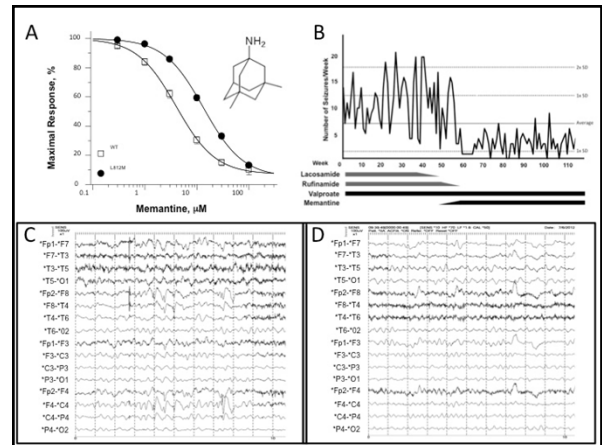 A
NH2
Maximal Response, %
100
80
60
40
20
0
WT
L812M
0.1
10⁰
10¹
10²
10³
Memantine, μM
B
Number of Seizures/Week
20
15
10
5
2x SD
1x SD
Average
1x SD
Week
0
10
20
30
40
50
60
70
80
90
100
110
Lacosamide
Rufinamide
Valproate
Memantine
C
*Fp1-*F7
*F7-*T3
*T3-*T5
*T5-*O1
*Fp2-*F8
*F8-*T4
*T4-*T6
*T6-*02
*Fp1-*F3
*F3-*C3
*C3-*P3
*P3-*O1
*Fp2-*F4
*F4-*C4
*C4-*P4
*P4-*O2
D
*Fp1-*F7
*F7-*T3
*T3-*T5
*T5-*O1
*Fp2-*F8
*F8-*T4
*T4-*T6
*T6-*02
*Fp1-*F3
*F3-*C3
*C3-*P3
*P3-*O1
*Fp2-*F4
*F4-*C4
*C4-*P4
*P4-*O2